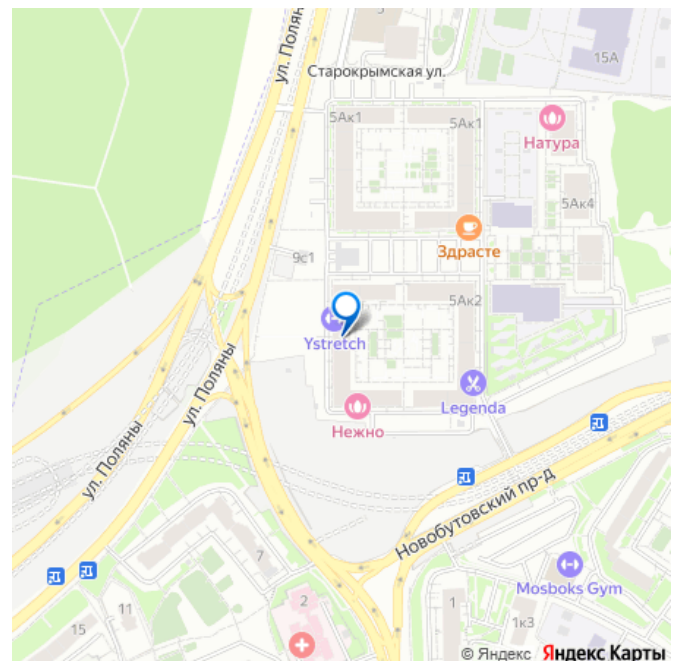 ул. Поляны
Старокрымская ул.
15А
5Ак1
5Ак1
Натура
5Ак4
Здрасте
9с1
5Ак2
Ystretch
ул. Поляны
Legenda
Нежно
ул. Поляны
Новобутовский пр-д
7
Mosboks Gym
2
1
11
1к3
15
© Яндекс Яндекс Карты